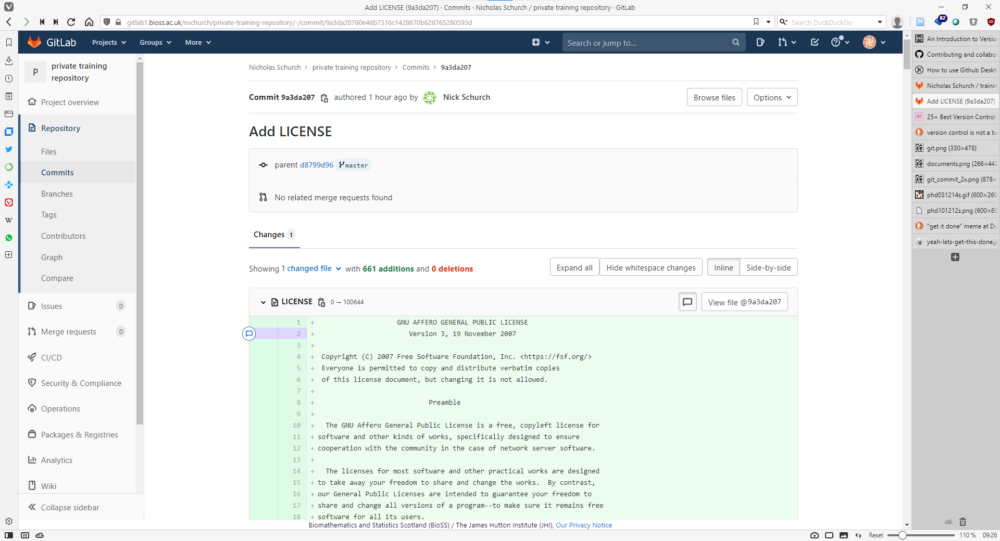 Add LICENSE (9a3da207) · Commits · Nicholas Schurch / private training repository · GitLab
gitlab1.bioss.ac.uk/nschurch/private-training-repository/-/commit/9a3da20760e46b7316c1428870b628765280593d
Search DuckDuckGo
82
GitLab
Projects
Groups
More
Search or jump to...
P
private training
repository
Project overview
Repository
Files
Commits
Branches
Tags
Contributors
Graph
Compare
Issues 0
Merge requests 0
CI/CD
Security & Compliance
Operations
Packages & Registries
Analytics
Wiki
Collapse sidebar
Nicholas Schurch > private training repository > Commits > 9a3da207
Commit 9a3da207 authored 1 hour ago by Nick Schurch
Browse files
Options
Add LICENSE
parent d8799d96 master
No related merge requests found
Changes 1
Showing 1 changed file with 661 additions and 0 deletions
Expand all
Hide whitespace changes
Inline
Side-by-side
LICENSE 0 → 100644
View file @9a3da207
1 + GNU AFFERO GENERAL PUBLIC LICENSE
2 + Version 3, 19 November 2007
3 +
4 + Copyright (C) 2007 Free Software Foundation, Inc. <https://fsf.org/>
5 + Everyone is permitted to copy and distribute verbatim copies
6 + of this license document, but changing it is not allowed.
7 +
8 + Preamble
9 +
10 + The GNU Affero General Public License is a free, copyleft license for
11 + software and other kinds of works, specifically designed to ensure
12 + cooperation with the community in the case of network server software.
13 +
14 + The licenses for most software and other practical works are designed
15 + to take away your freedom to share and change the works.  By contrast,
16 + our General Public Licenses are intended to guarantee your freedom to
17 + share and change all versions of a program--to make sure it remains free
18 + software for all its users.
Biomathematics and Statistics Scotland (BioSS) / The James Hutton Institute (JHI), Our Privacy Notice
An Introduction to Versio
Contributing and collabor
How to use Github Deskt
Nicholas Schurch / trainin
Add LICENSE (9a3da207)
25+ Best Version Control
version control is not a ba
git.png (330×478)
documents.png (266×442
git_commit_2x.png (878×
phd031214s.gif (600×260
phd101212s.png (600×80
"get it done" meme at Du
yeah-lets-get-this-done.j
Reset
110 %
09:26